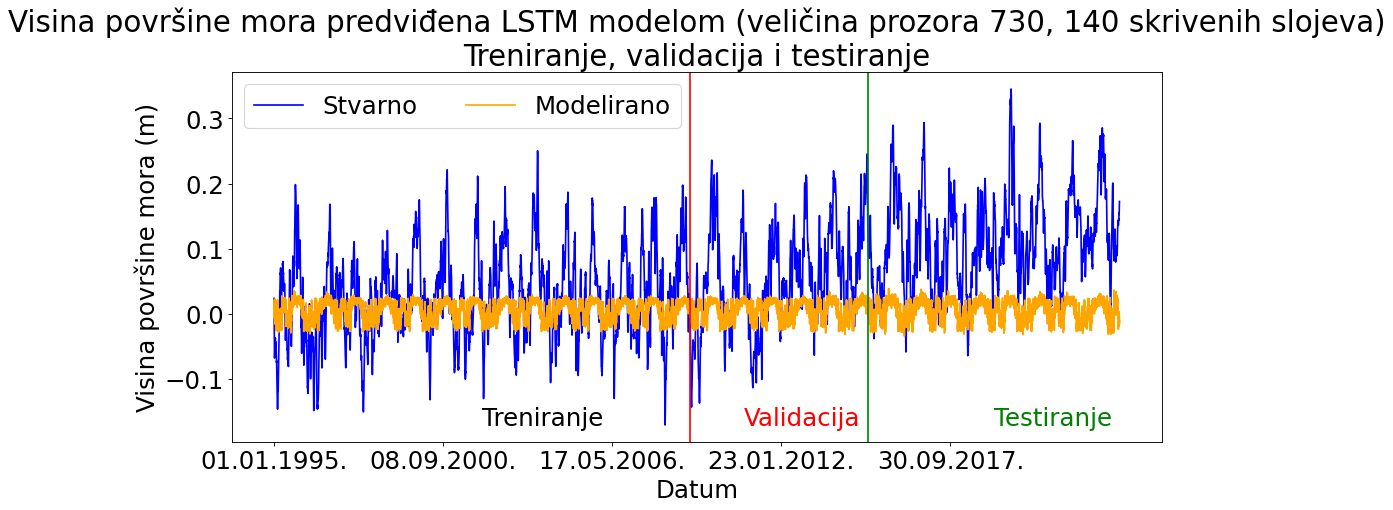 Visina površine mora predviđena LSTM modelom (veličina prozora 730, 140 skrivenih slojeva)
Treniranje, validacija i testiranje
Stvarno Modelirano
Visina površine mora (m)
0.3
0.2
0.1
0.0
−0.1
Treniranje Validacija Testiranje
01.01.1995. 08.09.2000. 17.05.2006. 23.01.2012. 30.09.2017.
Datum